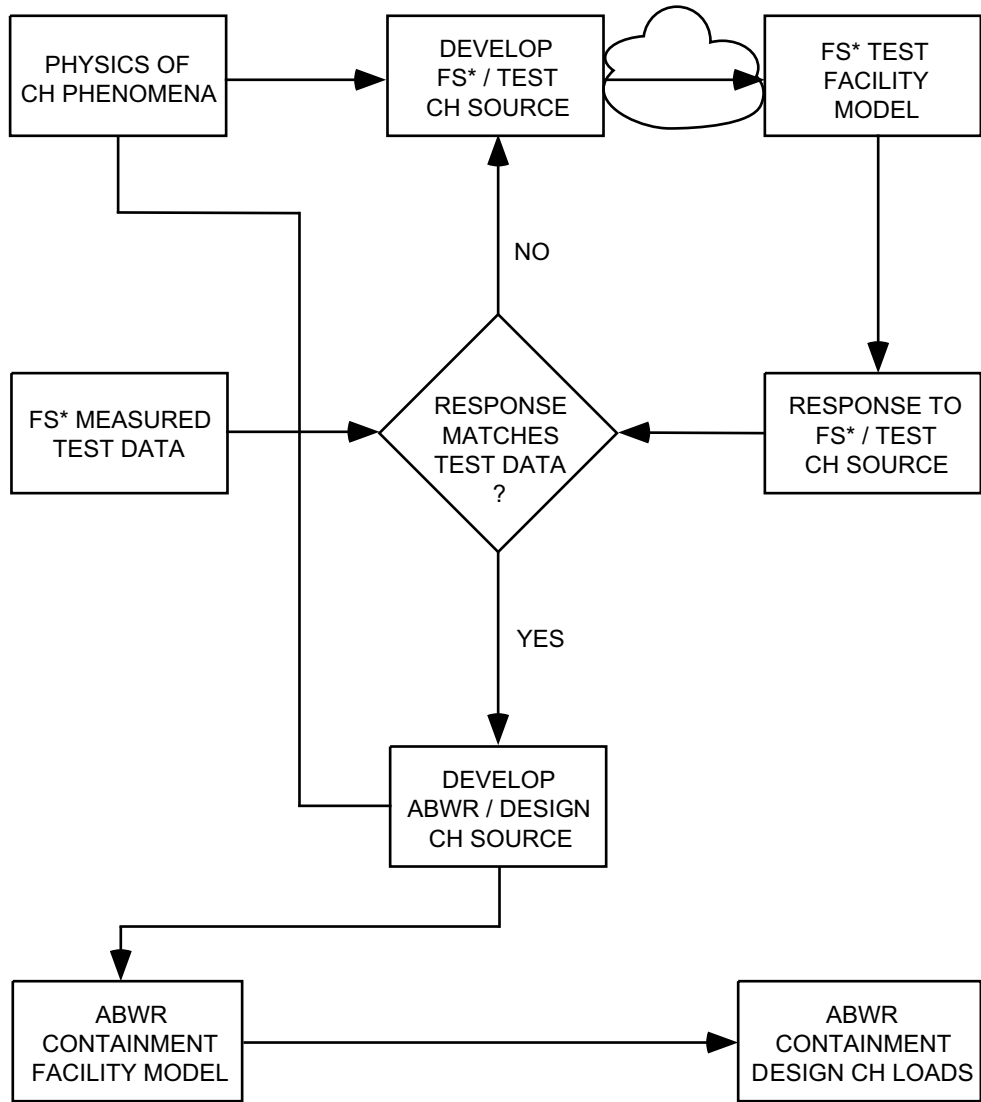 PHYSICS OF
CH PHENOMENA
DEVELOP
FS* / TEST
CH SOURCE
FS* TEST
FACILITY
MODEL
NO
FS* MEASURED
TEST DATA
RESPONSE
MATCHES
TEST DATA
?
RESPONSE TO
FS* / TEST
CH SOURCE
YES
DEVELOP
ABWR / DESIGN
CH SOURCE
ABWR
CONTAINMENT
FACILITY MODEL
ABWR
CONTAINMENT
DESIGN CH LOADS